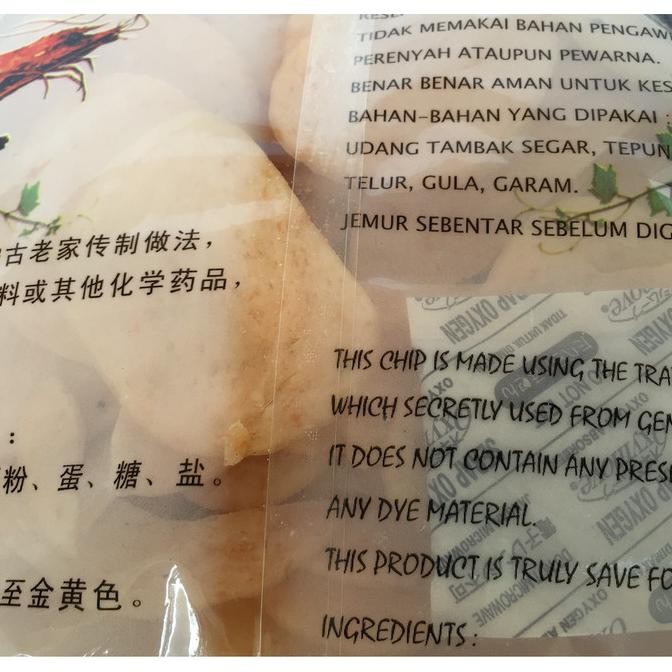 TIDAK MEMAKAI BAHAN PENGAW
PERENYAH ATAUPUN PEWARNA.
BENAR BENAR AMAN UNTUK KES
BAHAN-BAHAN YANG DIPAKAI :
UDANG TAMBAK SEGAR, TEPUN
TELUR, GULA, GARAM.
JEMUR SEBENTAR SEBELUM DIG
古老家传制做法，
料或其他化学药品，
:
粉、蛋、糖、盐。
至金黄色。
THIS CHIP IS MADE USING THE TRA
WHICH SECRETLY USED FROM GEN
IT DOES NOT CONTAIN ANY PRESE
ANY DYE MATERIAL.
THIS PRODUCT IS TRULY SAVE FO
INGREDIENTS :